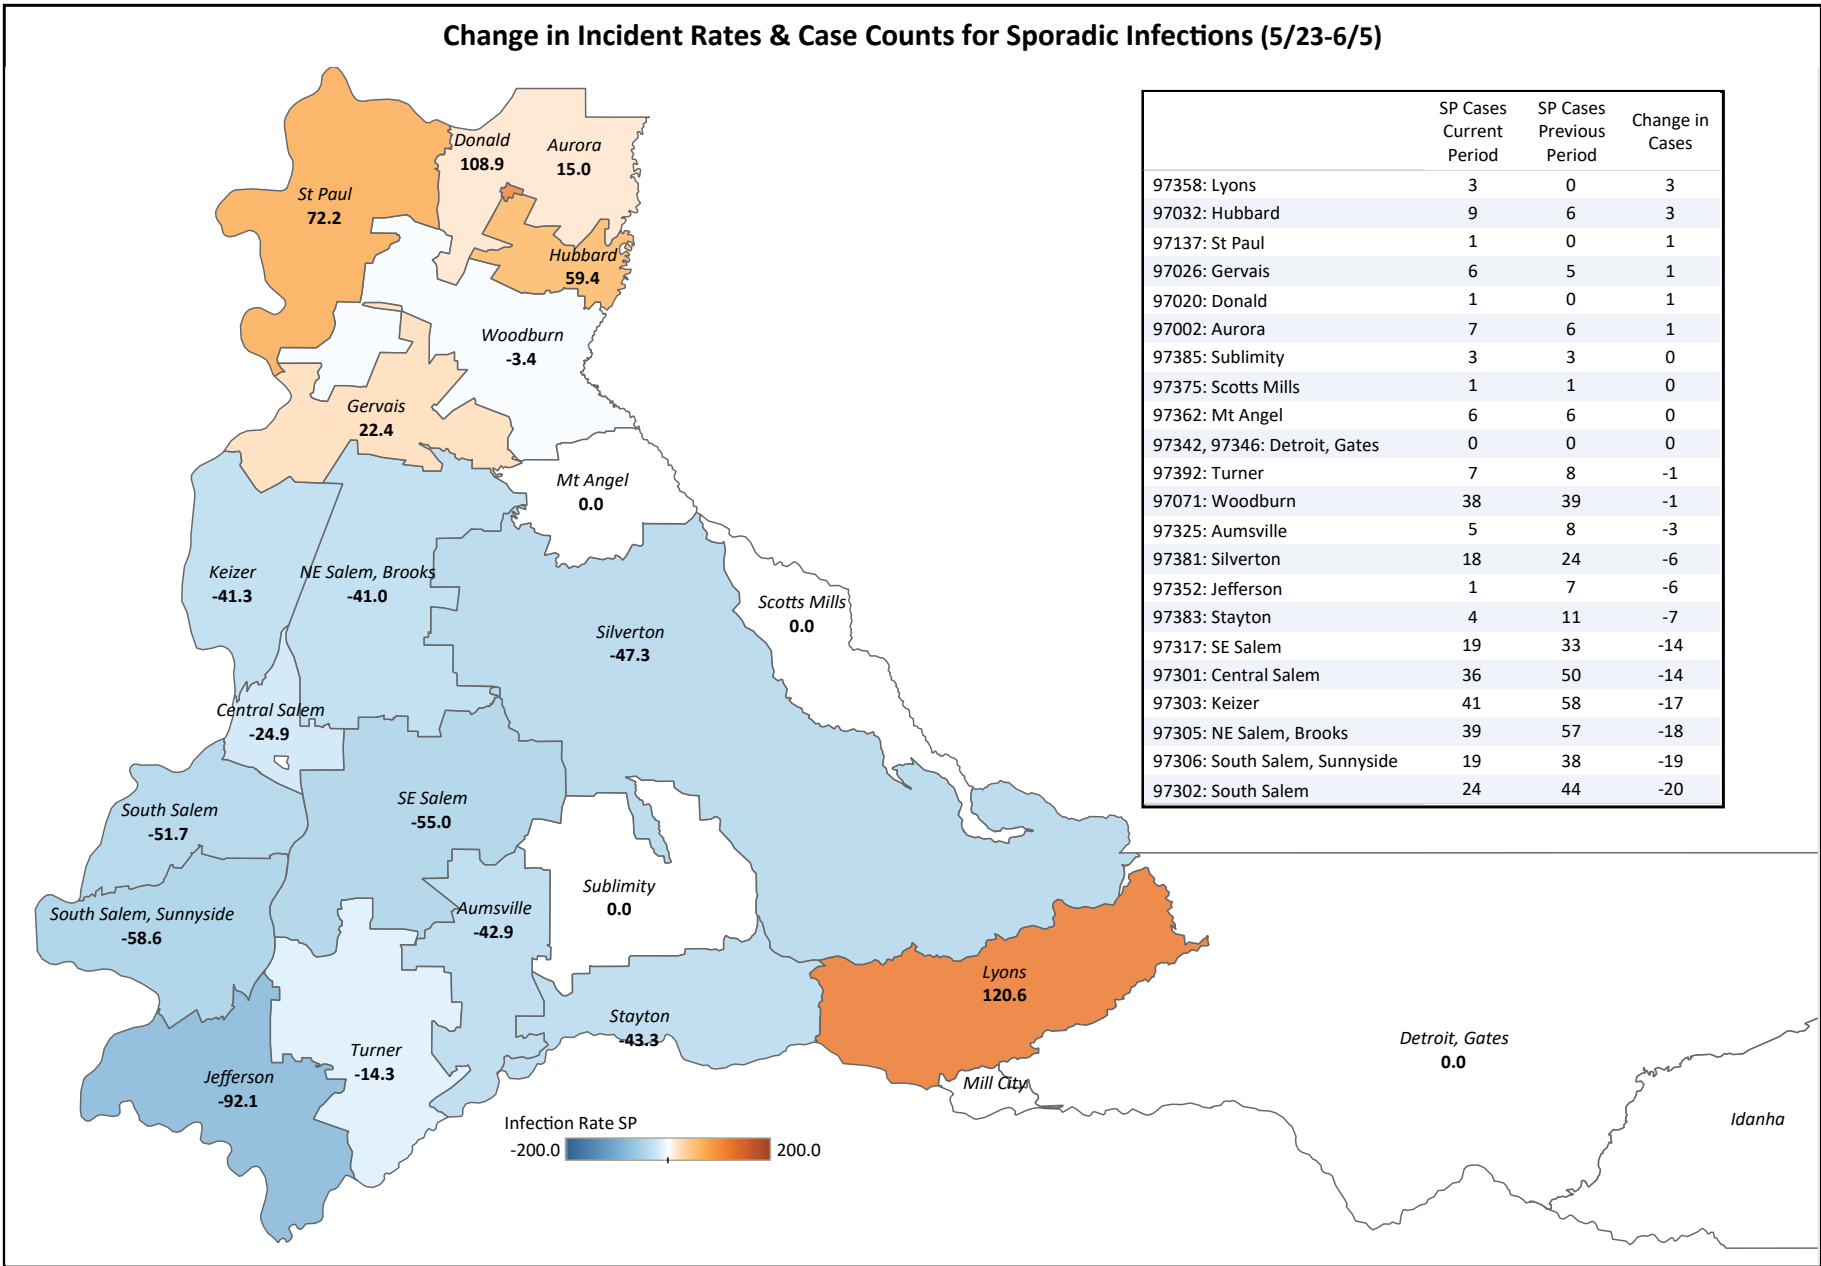 Change in Incident Rates & Case Counts for Sporadic Infections (5/23-6/5)
SP Cases Current Period SP Cases Previous Period Change in Cases
97358: Lyons 3 0 3
97032: Hubbard 9 6 3
97137: St Paul 1 0 1
97026: Gervais 6 5 1
97020: Donald 1 0 1
97002: Aurora 7 6 1
97385: Sublimity 3 3 0
97375: Scotts Mills 1 1 0
97362: Mt Angel 6 6 0
97342, 97346: Detroit, Gates 0 0 0
97392: Turner 7 8 -1
97071: Woodburn 38 39 -1
97325: Aumsville 5 8 -3
97381: Silverton 18 24 -6
97352: Jefferson 1 7 -6
97383: Stayton 4 11 -7
97317: SE Salem 19 33 -14
97301: Central Salem 36 50 -14
97303: Keizer 41 58 -17
97305: NE Salem, Brooks 39 57 -18
97306: South Salem, Sunnyside 19 38 -19
97302: South Salem 24 44 -20
Donald
108.9
Aurora
15.0
St Paul
72.2
Hubbard
59.4
Woodburn
-3.4
Gervais
22.4
Mt Angel
0.0
Keizer
-41.3
NE Salem, Brooks
-41.0
Scotts Mills
0.0
Silverton
-47.3
Central Salem
-24.9
SE Salem
-55.0
South Salem
-51.7
Sublimity
0.0
South Salem, Sunnyside
-58.6
Aumsville
-42.9
Lyons
120.6
Stayton
-43.3
Detroit, Gates
0.0
Turner
-14.3
Jefferson
-92.1
Mill City
Idanha
Infection Rate SP
-200.0 200.0